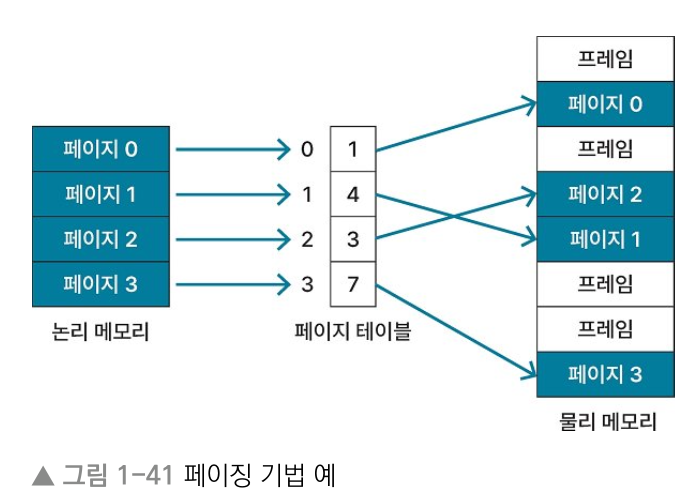 페이지 0
페이지 1
페이지 2
페이지 3
논리 메모리
0 1
1 4
2 3
3 7
페이지 테이블
프레임
페이지 0
프레임
페이지 2
페이지 1
프레임
프레임
페이지 3
물리 메모리
▲ 그림 1-41 페이징 기법 예